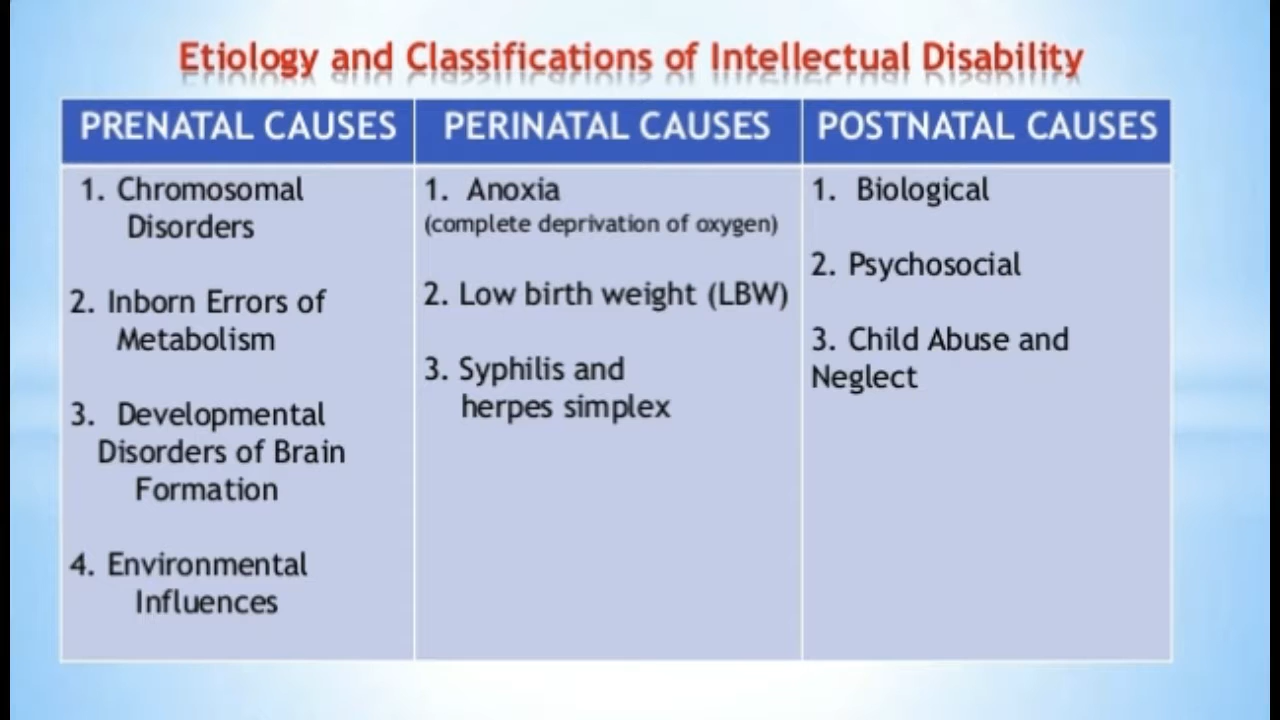 Etiology and Classifications of Intellectual Disability
PRENATAL CAUSES
1. Chromosomal
Disorders
2. Inborn Errors of
Metabolism
3. Developmental
Disorders of Brain
Formation
4. Environmental
Influences
PERINATAL CAUSES
1. Anoxia
(complete deprivation of oxygen)
2. Low birth weight (LBW)
3. Syphilis and
herpes simplex
POSTNATAL CAUSES
1. Biological
2. Psychosocial
3. Child Abuse and
Neglect